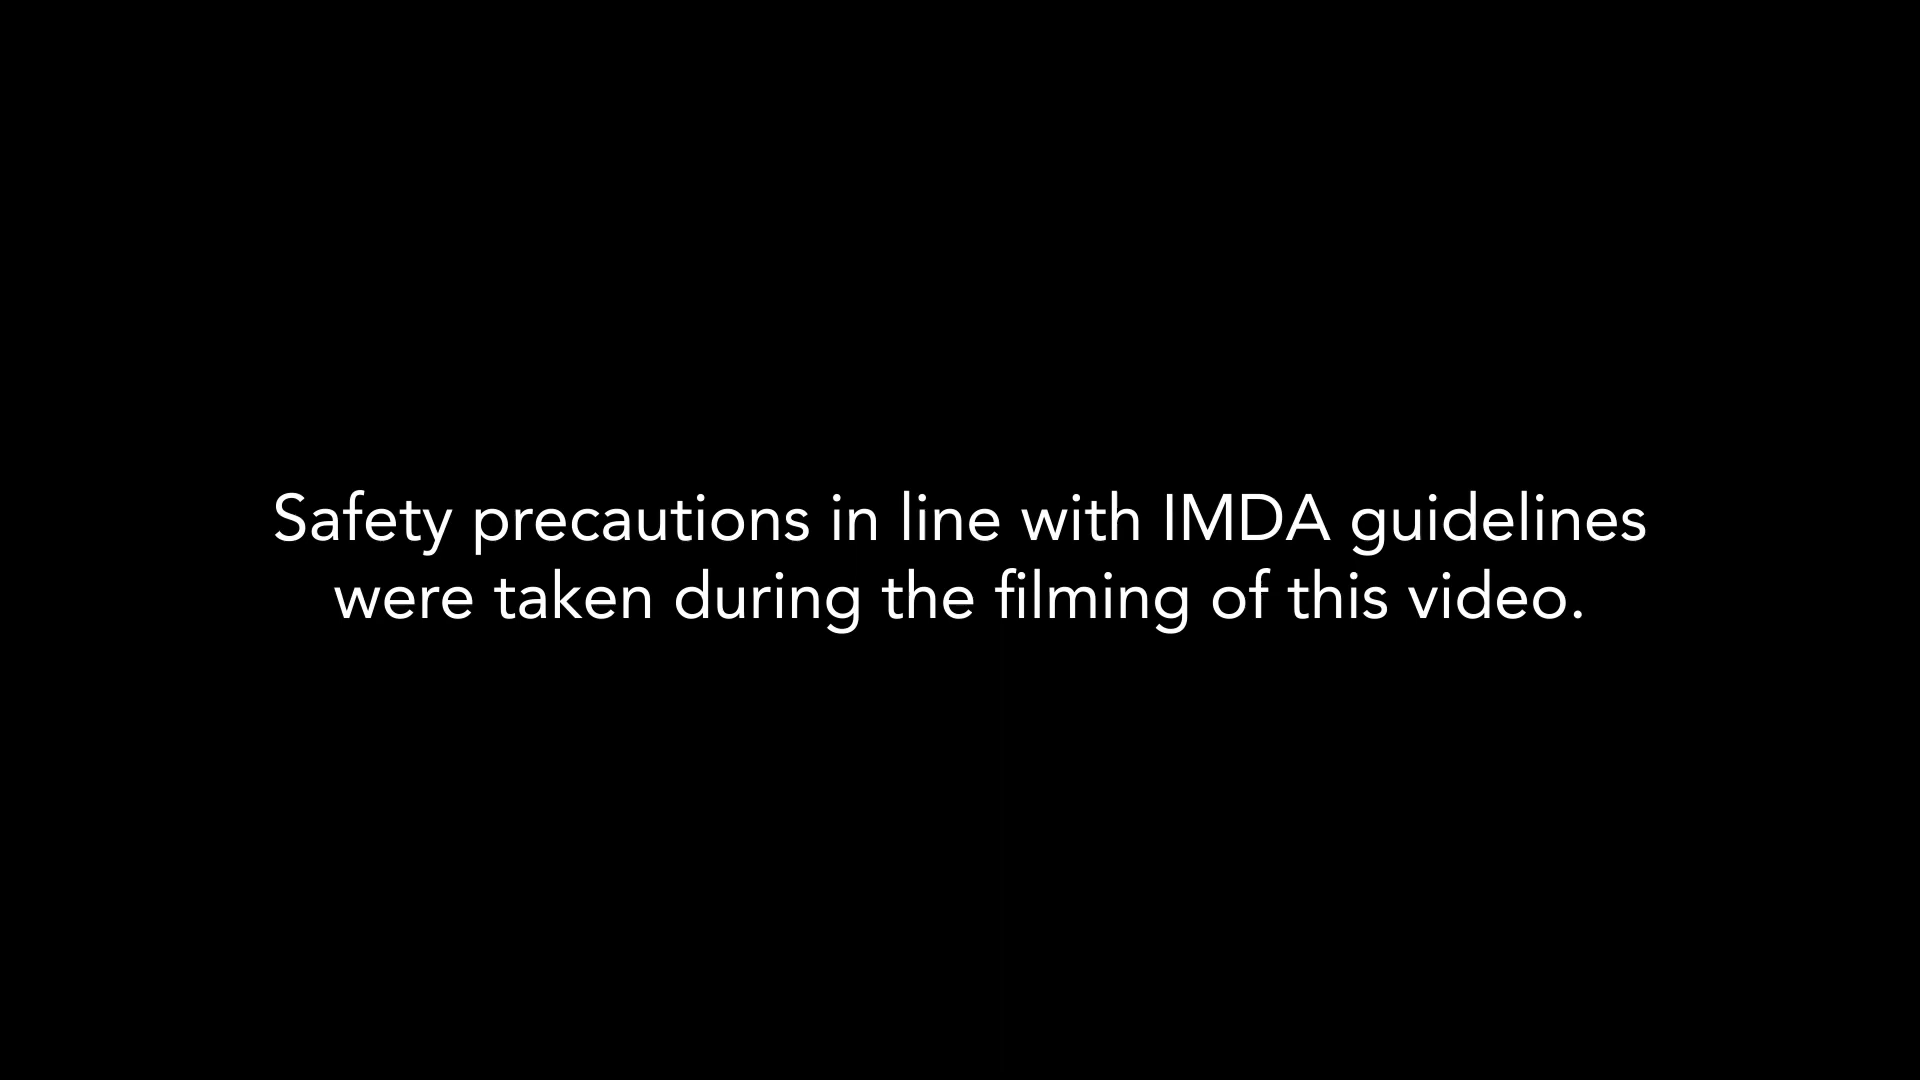 Safety precautions in line with IMDA guidelines
were taken during the filming of this video.